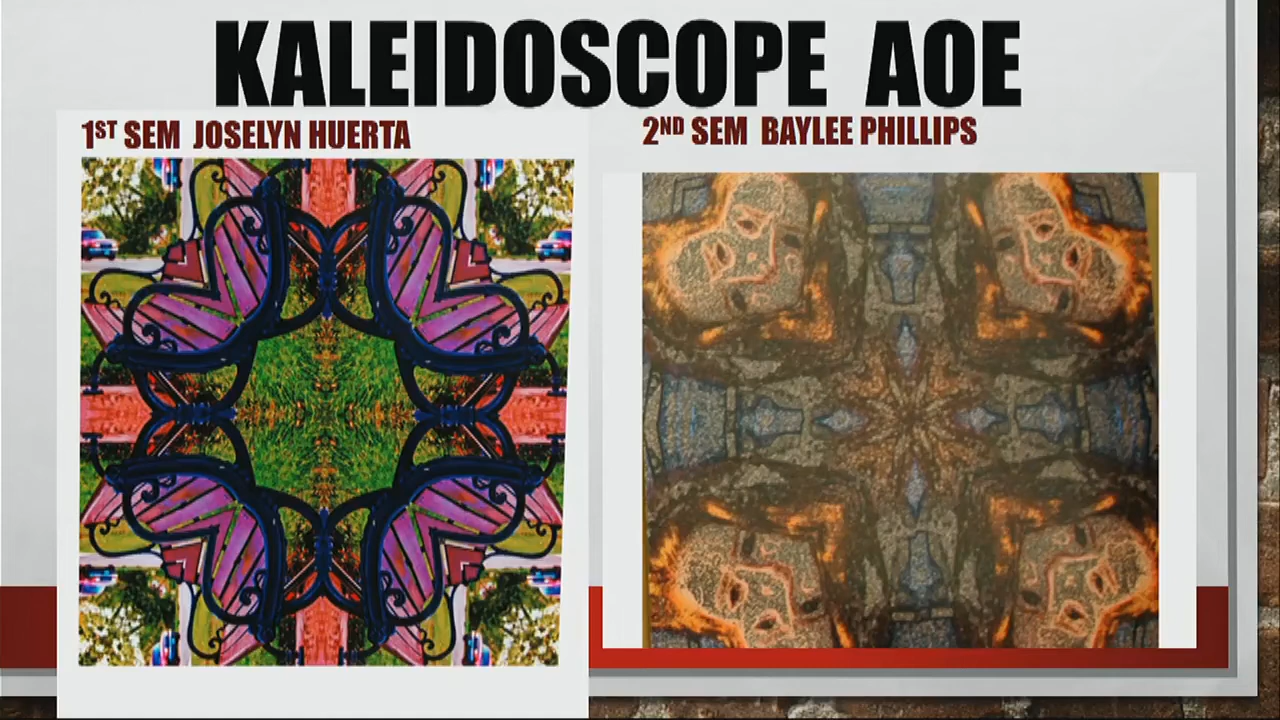 KALEIDOSCOPE AOE
1ST SEM JOSELYN HUERTA
2ND SEM BAYLEE PHILLIPS